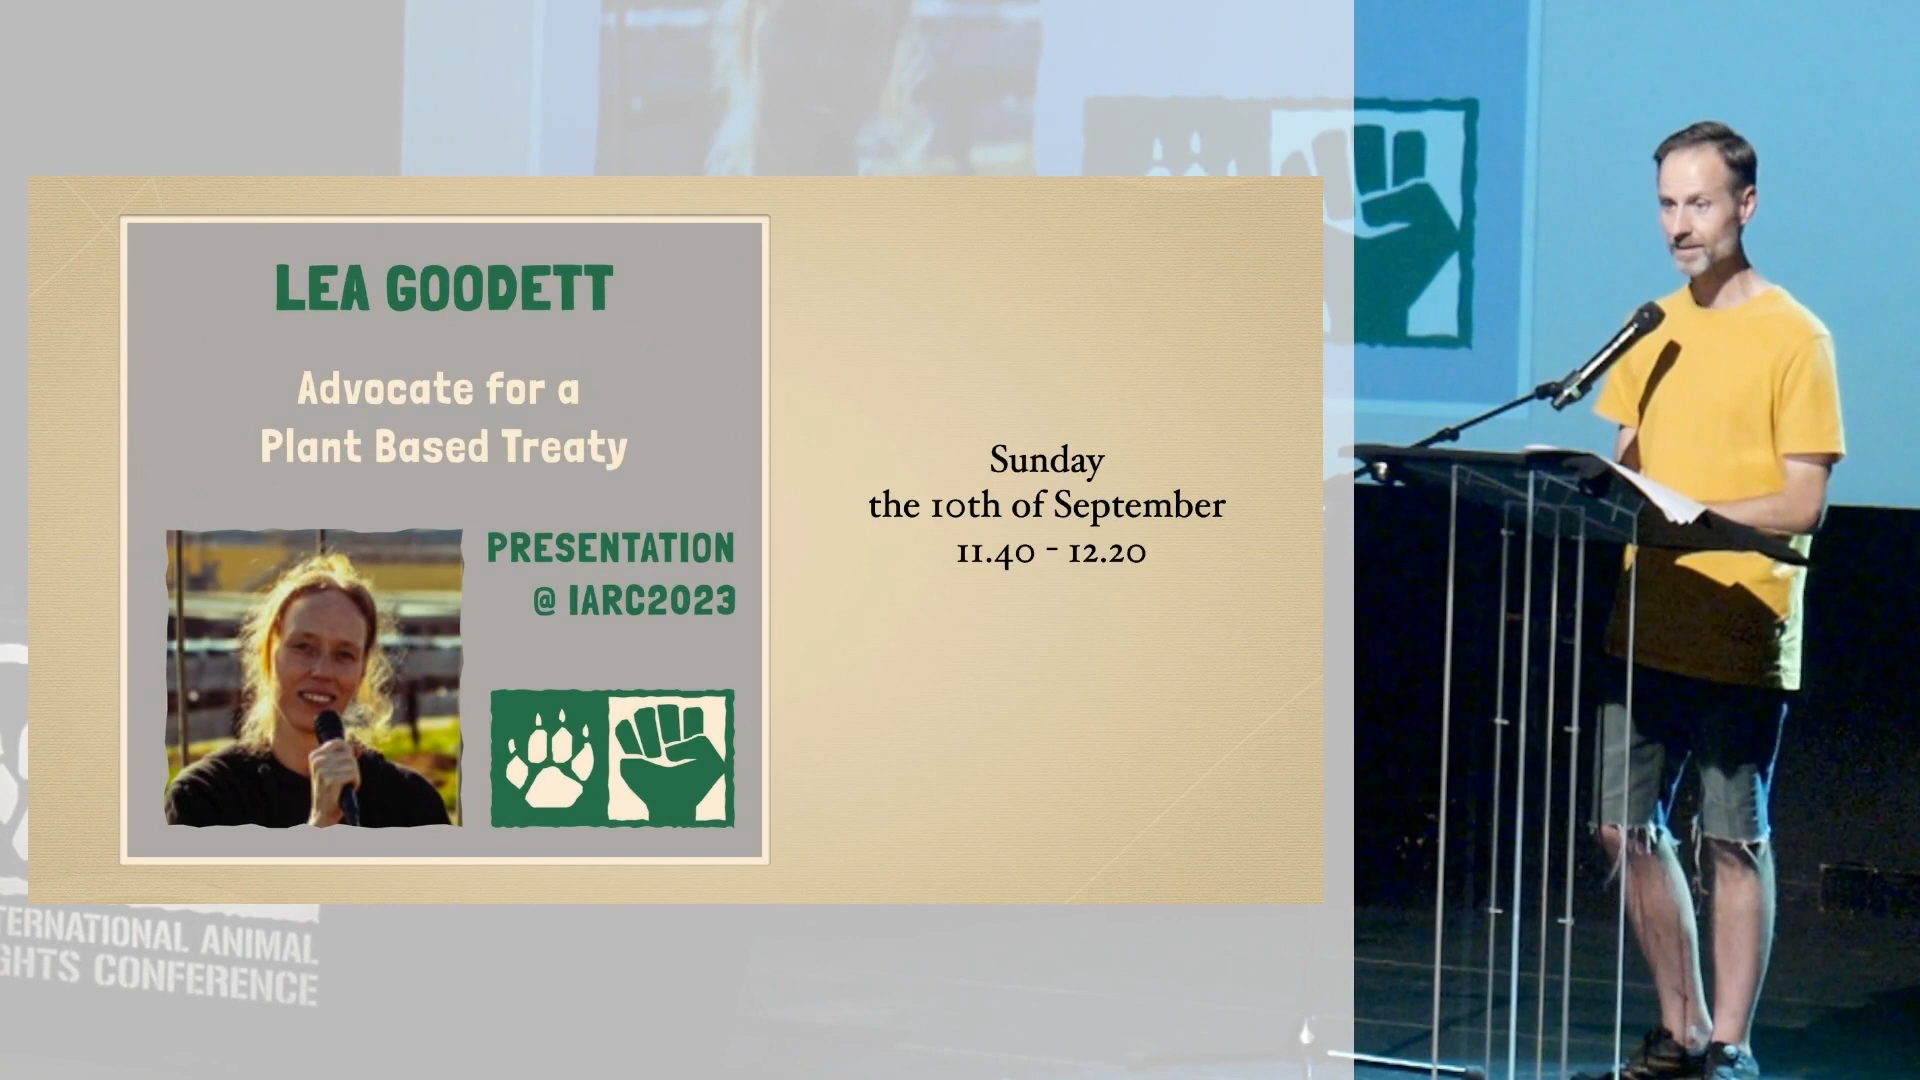 LEA GOODETT
Advocate for a
Plant Based Treaty
PRESENTATION
@ IARC2023
Sunday
the 10th of September
11.40 - 12.20
TERNATIONAL ANIMAL
GHTS CONFERENCE